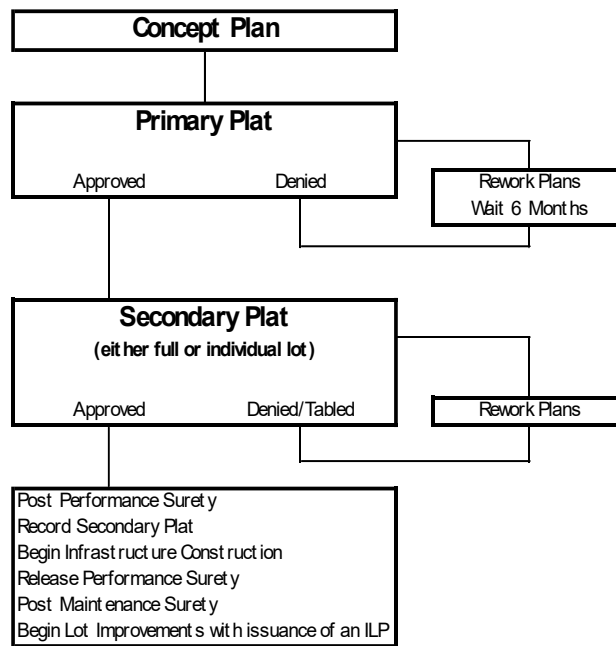 Concept Plan
Primary Plat
Approved Denied
Rework Plans
Wait 6 Months
Secondary Plat
(either full or individual lot)
Approved Denied/Tabled
Rework Plans
Post Performance Surety
Record Secondary Plat
Begin Infrastructure Construction
Release Performance Surety
Post Maintenance Surety
Begin Lot Improvements with issuance of an ILP